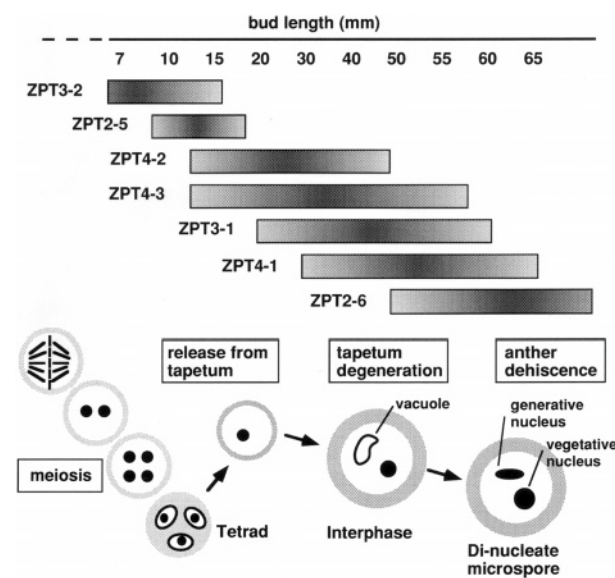 bud length (mm)
7 10 15 20 30 40 50 60 65
ZPT3-2
ZPT2-5
ZPT4-2
ZPT4-3
ZPT3-1
ZPT4-1
ZPT2-6
release from
tapetum
tapetum
degeneration
anther
dehiscence
vacuole
generative
nucleus
vegetative
nucleus
meiosis
Tetrad
Interphase
Di-nucleate
microspore